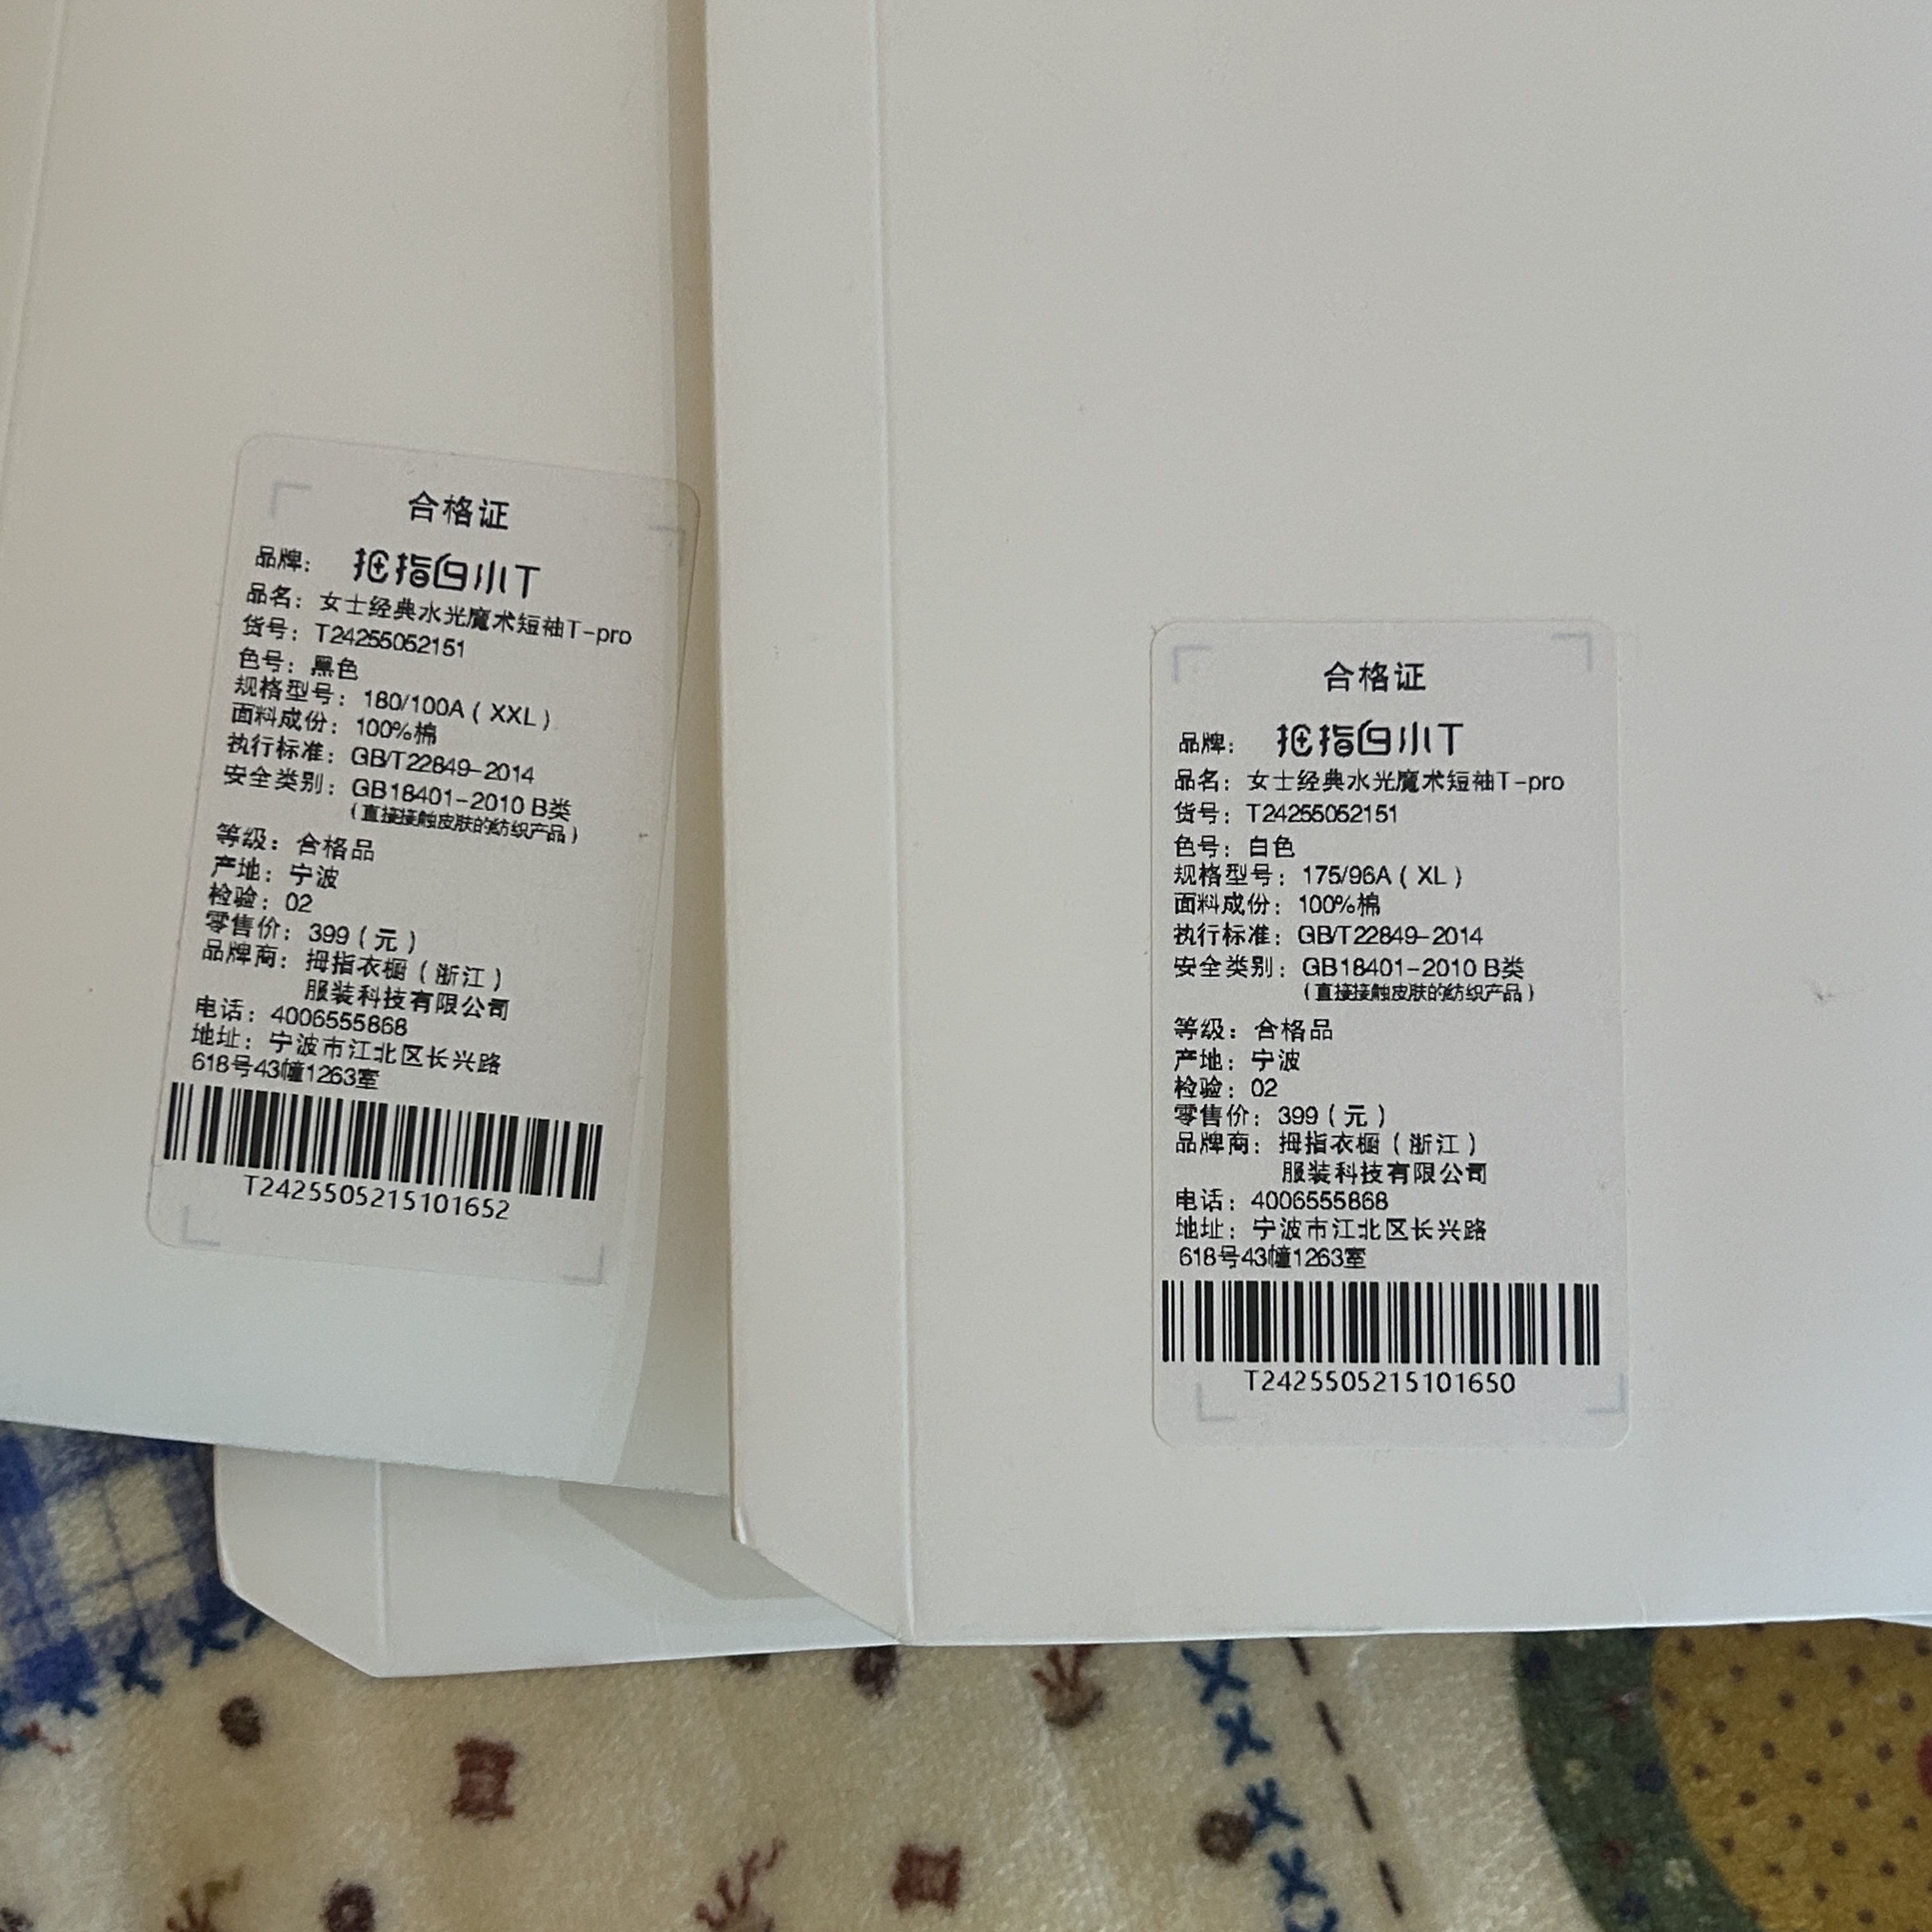 合格证
品牌： 拇指白小T
品名：女士经典水光魔术短袖T-pro
货号：T24255052151
色号：黑色
规格型号：180/100A（XXL）
面料成份：100%棉
执行标准：GB/T22849-2014
安全类别：GB18401-2010 B类
（直接接触皮肤的纺织产品）
等级：合格品
产地：宁波
检验：02
零售价：399（元）
品牌商：拇指衣橱（浙江）
服装科技有限公司
电话：4006555868
地址：宁波市江北区长兴路
618号43幢1263室
T2425505215101652
合格证
品牌： 拇指白小T
品名：女士经典水光魔术短袖T-pro
货号：T24255052151
色号：白色
规格型号：175/96A（XL）
面料成份：100%棉
执行标准：GB/T22849-2014
安全类别：GB18401-2010 B类
（直接接触皮肤的纺织产品）
等级：合格品
产地：宁波
检验：02
零售价：399（元）
品牌商：拇指衣橱（浙江）
服装科技有限公司
电话：4006555868
地址：宁波市江北区长兴路
618号43幢1263室
T2425505215101650